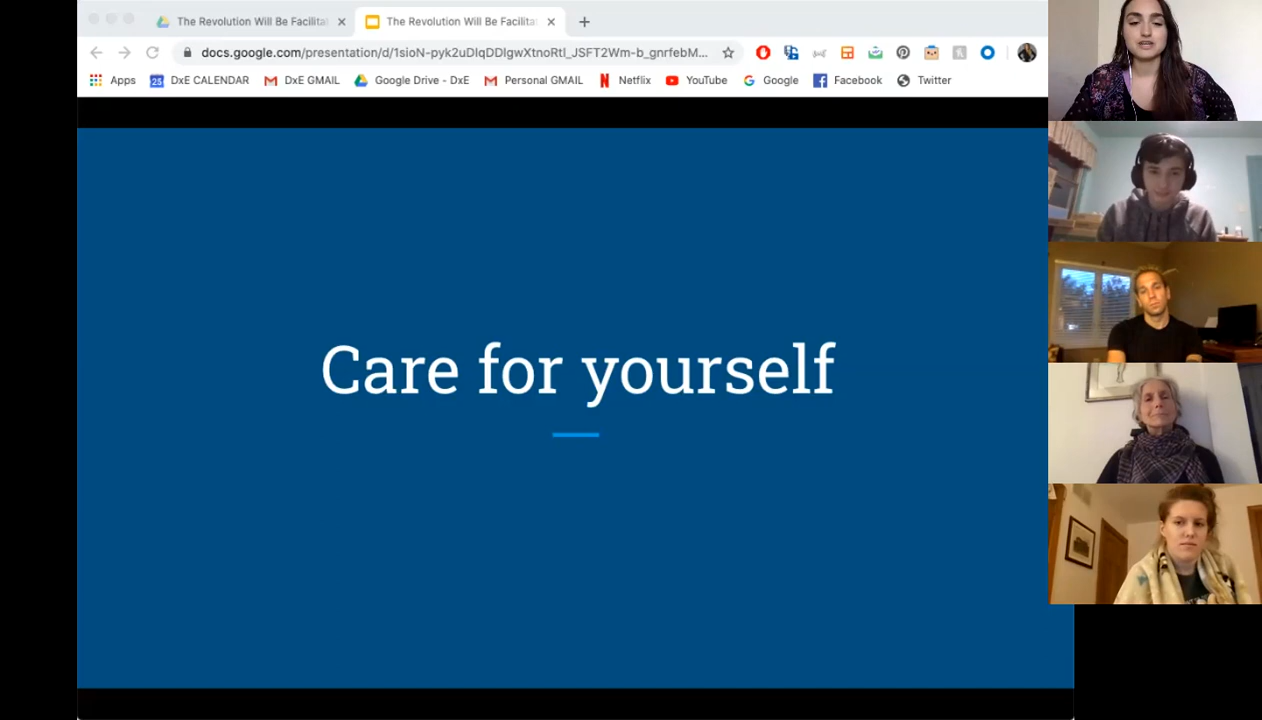 The Revolution Will Be Facilita
The Revolution Will Be Facilita
docs.google.com/presentation/d/1sioN-pyk2uDlqDDlgwXtnoRtl_JSFT2Wm-b_gnrfebM...
Apps
25
DxE CALENDAR
DxE GMAIL
Google Drive - DxE
Personal GMAIL
Netflix
YouTube
Google
Facebook
Twitter
Care for yourself